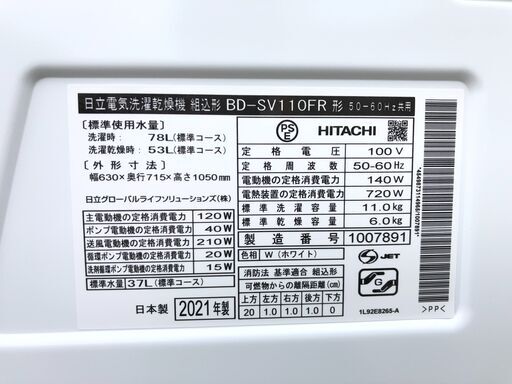 日立電気洗濯乾燥機 組込形 BD-SV110FR 形 50-60Hz共用
〔標準使用水量〕
洗濯時: 78L(標準コース)
洗濯乾燥時: 53L(標準コース)
〔外形寸法〕
幅630×奥行715×高さ1050mm
日立グローバルライフソリューションズ(株)
主電動機の定格消費電力 120W
ポンプ電動機の定格消費電力 40W
送風電動機の定格消費電力 210W
循環ポンプ電動機の定格消費電力 20W
洗剤循環ポンプの定格消費電力 15W
標準水量 37L(標準コース)
日本製 2021年製
PSE
HITACHI
定格電圧 100V
定格周波数 50-60Hz
電動機の定格消費電力 140W
電熱装置の定格消費電力 720W
標準洗濯容量 11.0kg
標準乾燥容量 6.0kg
製造番号 1007891
色相 W(ホワイト)
消防法 基準適合 組込形
可燃物からの離隔距離(cm)
上方 左方 右方 前方 後方 下方
20 1.0 1.0 1.0 0
S JET
1L92E8265-A
>PP<